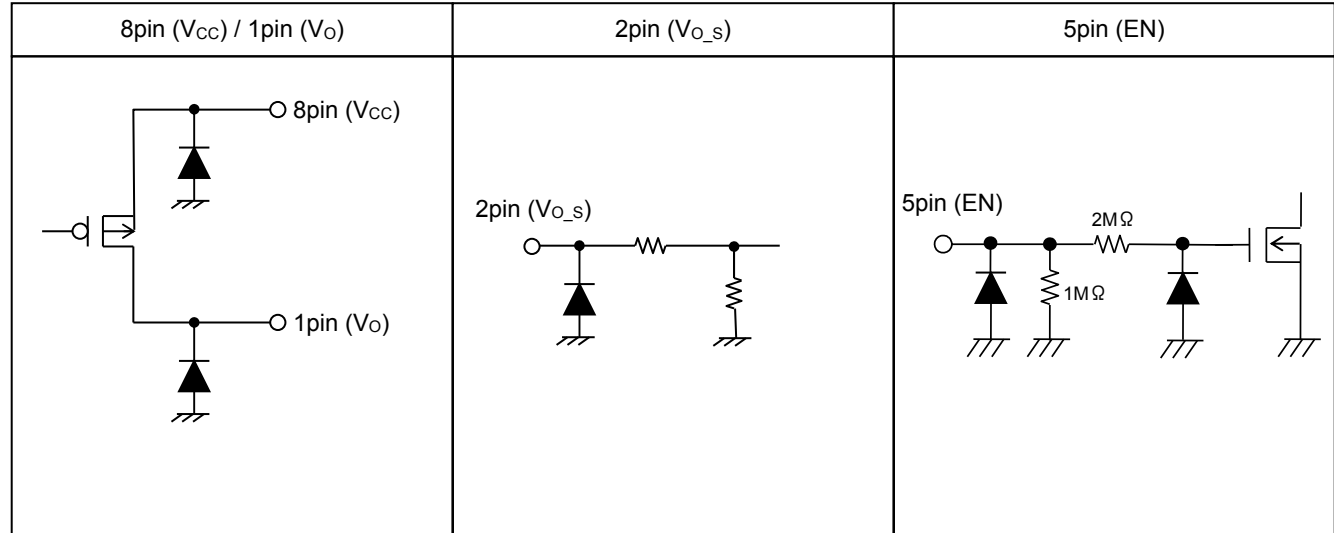 8pin (VCC) / 1pin (VO)
2pin (VO_S)
5pin (EN)
8pin (VCC)
1pin (VO)
2pin (VO_S)
5pin (EN)
2MΩ
1MΩ